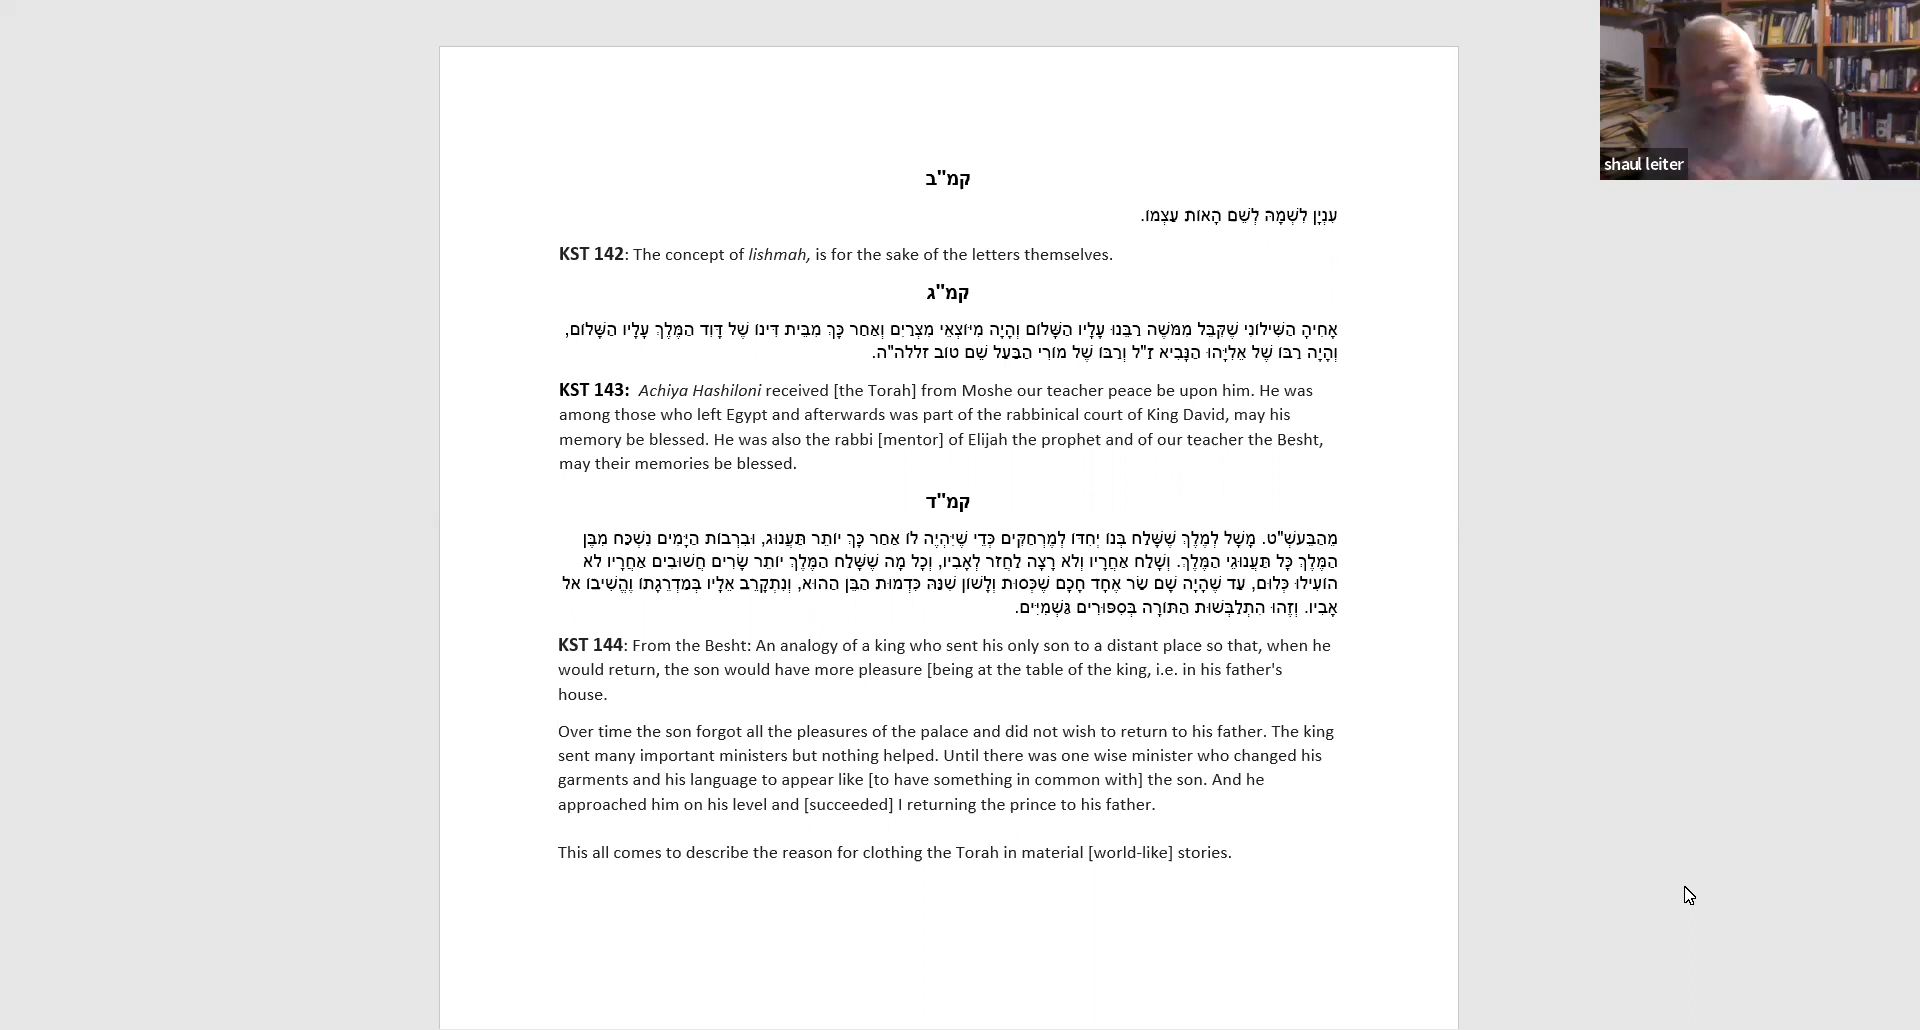 shaul leiter
קמ"ב
עִנְיָן לִשְׁמָהּ לְשֵׁם הָאוֹת עַצְמוֹ.
KST 142: The concept of lishmah, is for the sake of the letters themselves.
קמ"ג
אֲחִיָה הַשִּׁילוֹנִי שֶׁקִּבֵּל מִמֹּשֶׁה רַבֵּנוּ עָלָיו הַשָּׁלוֹם וְהָיָה מִיּוֹצְאֵי מִצְרַיִם וְאַחַר כָּךְ מִבֵּית דִּינוֹ שֶׁל דָּוִד הַמֶּלֶךְ עָלָיו הַשָּׁלוֹם,
וְהָיָה רַבּוֹ שֶׁל אֵלִיָּהוּ הַנָּבִיא ז"ל וְרַבּוֹ שֶׁל מוֹרִי הַבַּעַל שֵׁם טוֹב זללה"ה.
KST 143: Achiya Hashiloni received [the Torah] from Moshe our teacher peace be upon him. He was
among those who left Egypt and afterwards was part of the rabbinical court of King David, may his
memory be blessed. He was also the rabbi [mentor] of Elijah the prophet and of our teacher the Besht,
may their memories be blessed.
קמ"ד
מֵהַבֵּעשְׁ"ט. מָשָׁל לְמֶלֶךְ שֶׁשָּׁלַח בְּנוֹ יְחִדּוֹ לְמֶרְחַקִּים כְּדֵי שֶׁיִּהְיֶה לוֹ אַחַר כָּךְ יוֹתֵר תַּעֲנוּג, וּבִרְבוֹת הַיָּמִים נִשְׁכַּח מִבֶּן
הַמֶּלֶךְ כָּל תַּעֲנוּגֵי הַמֶּלֶךְ. וְשָׁלַח אַחֲרָיו וְלֹא רָצָה לַחֲזֹר לְאָבִיו, וְכָל מָה שֶׁשָּׁלַח הַמֶּלֶךְ יוֹתֵר שָׂרִים חֲשׁוּבִים אַחֲרָיו לֹא
הוֹעִילוּ כְּלוּם, עַד שֶׁהָיָה שָׁם שַׂר אֶחָד חָכָם שֶׁכְּסוּת וְלָשׁוֹן שִׁנָּה כִּדְמוּת הַבֵּן הַהוּא, וְנִתְקָרֵב אֵלָיו בְּמַדְרֵגָתוֹ וֶהֱשִׁיבוֹ אל
אָבִיו. וְזֶהוּ הִתְלַבְּשׁוּת הַתּוֹרָה בְּסִפּוּרִים גַּשְׁמִיִּים.
KST 144: From the Besht: An analogy of a king who sent his only son to a distant place so that, when he
would return, the son would have more pleasure [being at the table of the king, i.e. in his father's
house.
Over time the son forgot all the pleasures of the palace and did not wish to return to his father. The king
sent many important ministers but nothing helped. Until there was one wise minister who changed his
garments and his language to appear like [to have something in common with] the son. And he
approached him on his level and [succeeded] I returning the prince to his father.
This all comes to describe the reason for clothing the Torah in material [world-like] stories.